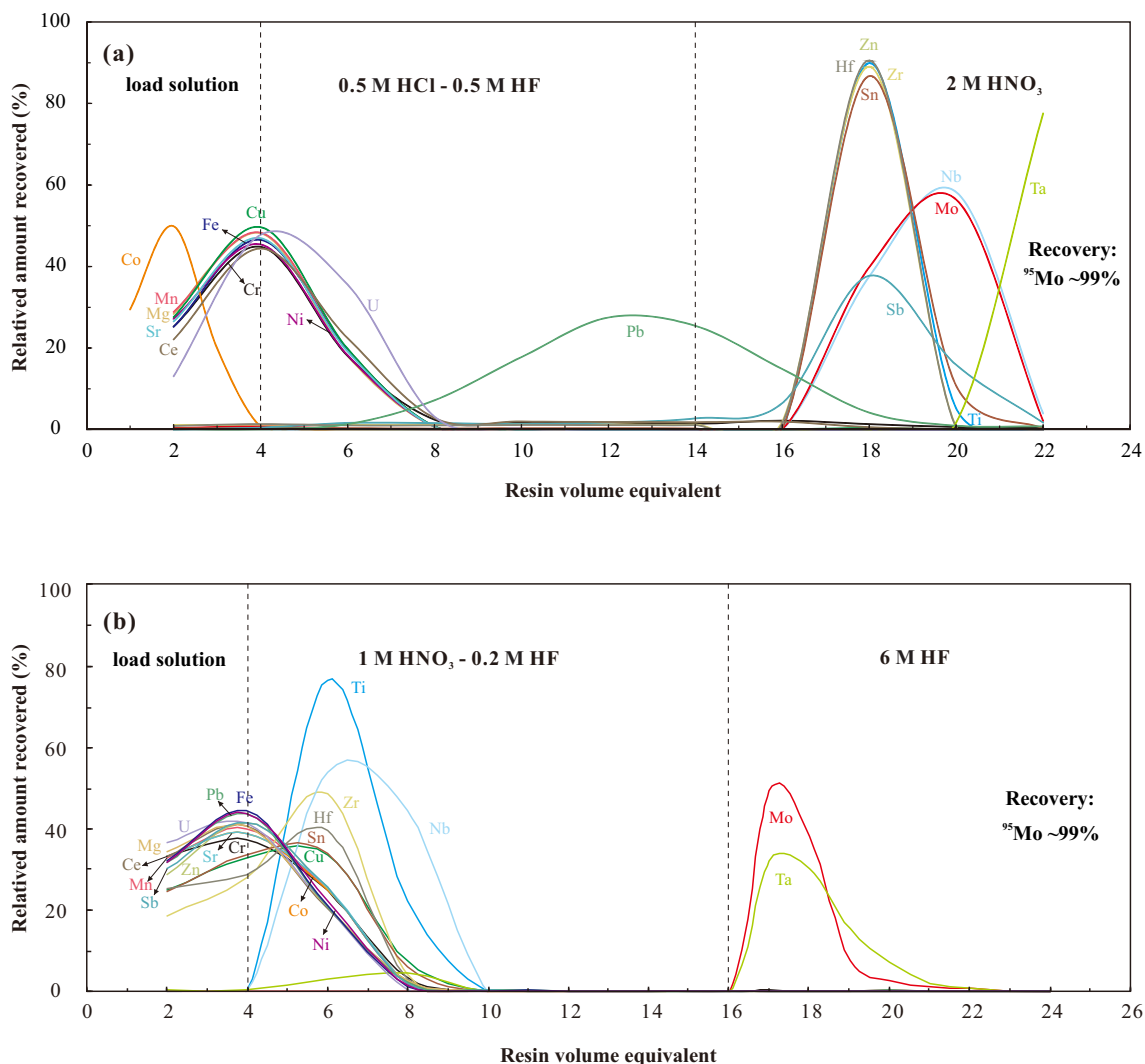 100
80
60
40
20
0
Relatived amount recovered (%)
(a)
load solution
0.5 M HCl - 0.5 M HF
2 M HNO₃
Zn
Hf
Zr
Sn
Cu
Fe
Co
Mn
Mg
Sr
Ce
Cr
Ni
U
Pb
Sb
Nb
Mo
Ta
Ti
Recovery:
⁹⁵Mo ~99%
0 2 4 6 8 10 12 14 16 18 20 22 24
Resin volume equivalent
100
80
60
40
20
0
Relatived amount recovered (%)
(b)
load solution
1 M HNO₃ - 0.2 M HF
6 M HF
Ti
Pb
Fe
U
Mg
Ce
Mn
Sb
Zn
Sr
Cr
Zr
Hf
Sn
Cu
Nb
Co
Ni
Mo
Ta
Recovery:
⁹⁵Mo ~99%
0 2 4 6 8 10 12 14 16 18 20 22 24 26
Resin volume equivalent